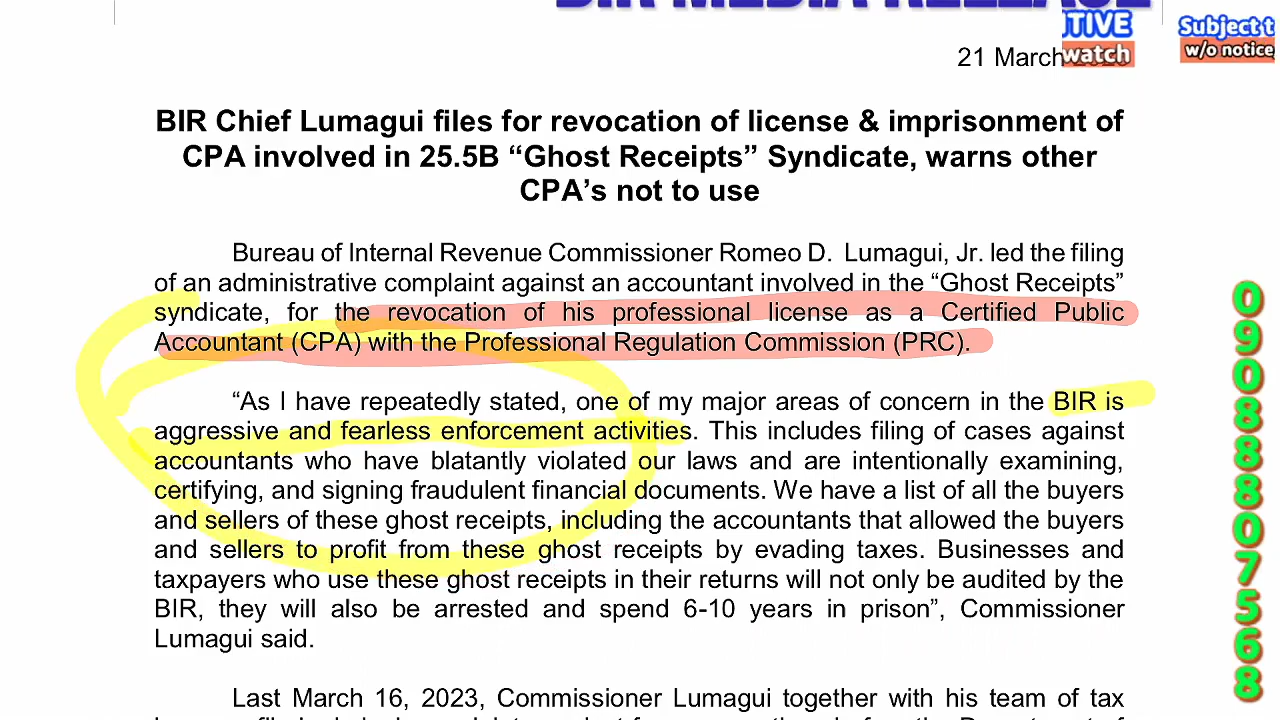 BIR MEDIA RELEASE
TIVE
watch
Subject t
w/o notice
21 March
BIR Chief Lumagui files for revocation of license & imprisonment of
CPA involved in 25.5B “Ghost Receipts” Syndicate, warns other
CPA’s not to use
Bureau of Internal Revenue Commissioner Romeo D. Lumagui, Jr. led the filing
of an administrative complaint against an accountant involved in the “Ghost Receipts”
syndicate, for the revocation of his professional license as a Certified Public
Accountant (CPA) with the Professional Regulation Commission (PRC).
“As I have repeatedly stated, one of my major areas of concern in the BIR is
aggressive and fearless enforcement activities. This includes filing of cases against
accountants who have blatantly violated our laws and are intentionally examining,
certifying, and signing fraudulent financial documents. We have a list of all the buyers
and sellers of these ghost receipts, including the accountants that allowed the buyers
and sellers to profit from these ghost receipts by evading taxes. Businesses and
taxpayers who use these ghost receipts in their returns will not only be audited by the
BIR, they will also be arrested and spend 6-10 years in prison”, Commissioner
Lumagui said.
Last March 16, 2023, Commissioner Lumagui together with his team of tax
09088807568